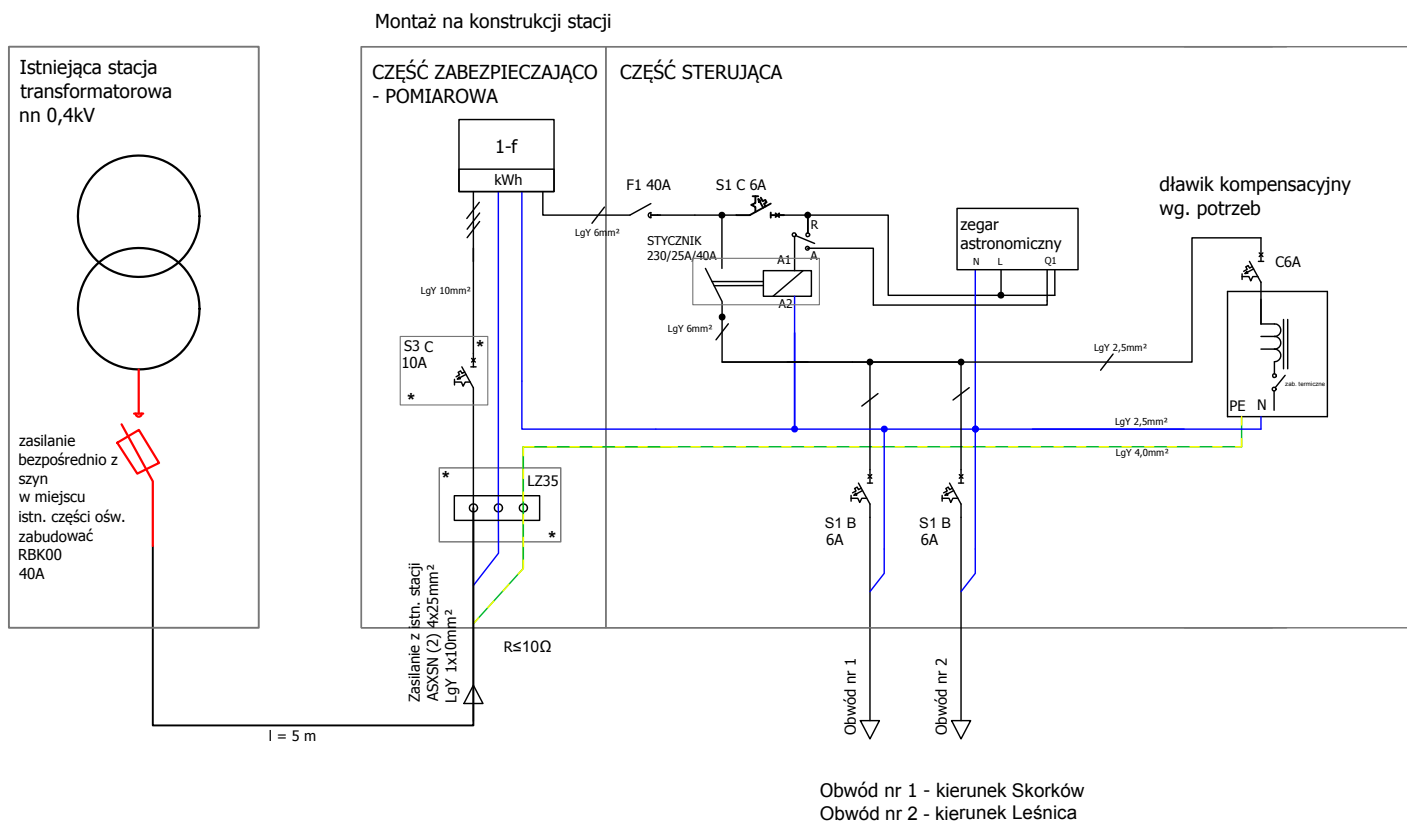 Montaż na konstrukcji stacji
Istniejąca stacja
transformatorowa
nn 0,4kV
zasilanie
bezpośrednio z
szyn
w miejscu
istn. części ośw.
zabudować
RBK00
40A
l = 5 m
CZĘŚĆ ZABEZPIECZAJĄCO
- POMIAROWA
1-f
kWh
LgY 10mm²
S3 C
10A
*
*
*
LZ35
*
Zasilanie z istn. stacji
ASXSN (2) 4x25mm²
LgY 1x10mm²
R≤10Ω
CZĘŚĆ STERUJĄCA
F1 40A
S1 C 6A
LgY 6mm²
STYCZNIK
230/25A/40A
R
A
A1
A2
LgY 6mm²
zegar
astronomiczny
N L Q1
dławik kompensacyjny
wg. potrzeb
C6A
zab. termiczne
PE N
LgY 2,5mm²
LgY 2,5mm²
LgY 4,0mm²
S1 B
6A
S1 B
6A
Obwód nr 1
Obwód nr 2
Obwód nr 1 - kierunek Skorków
Obwód nr 2 - kierunek Leśnica